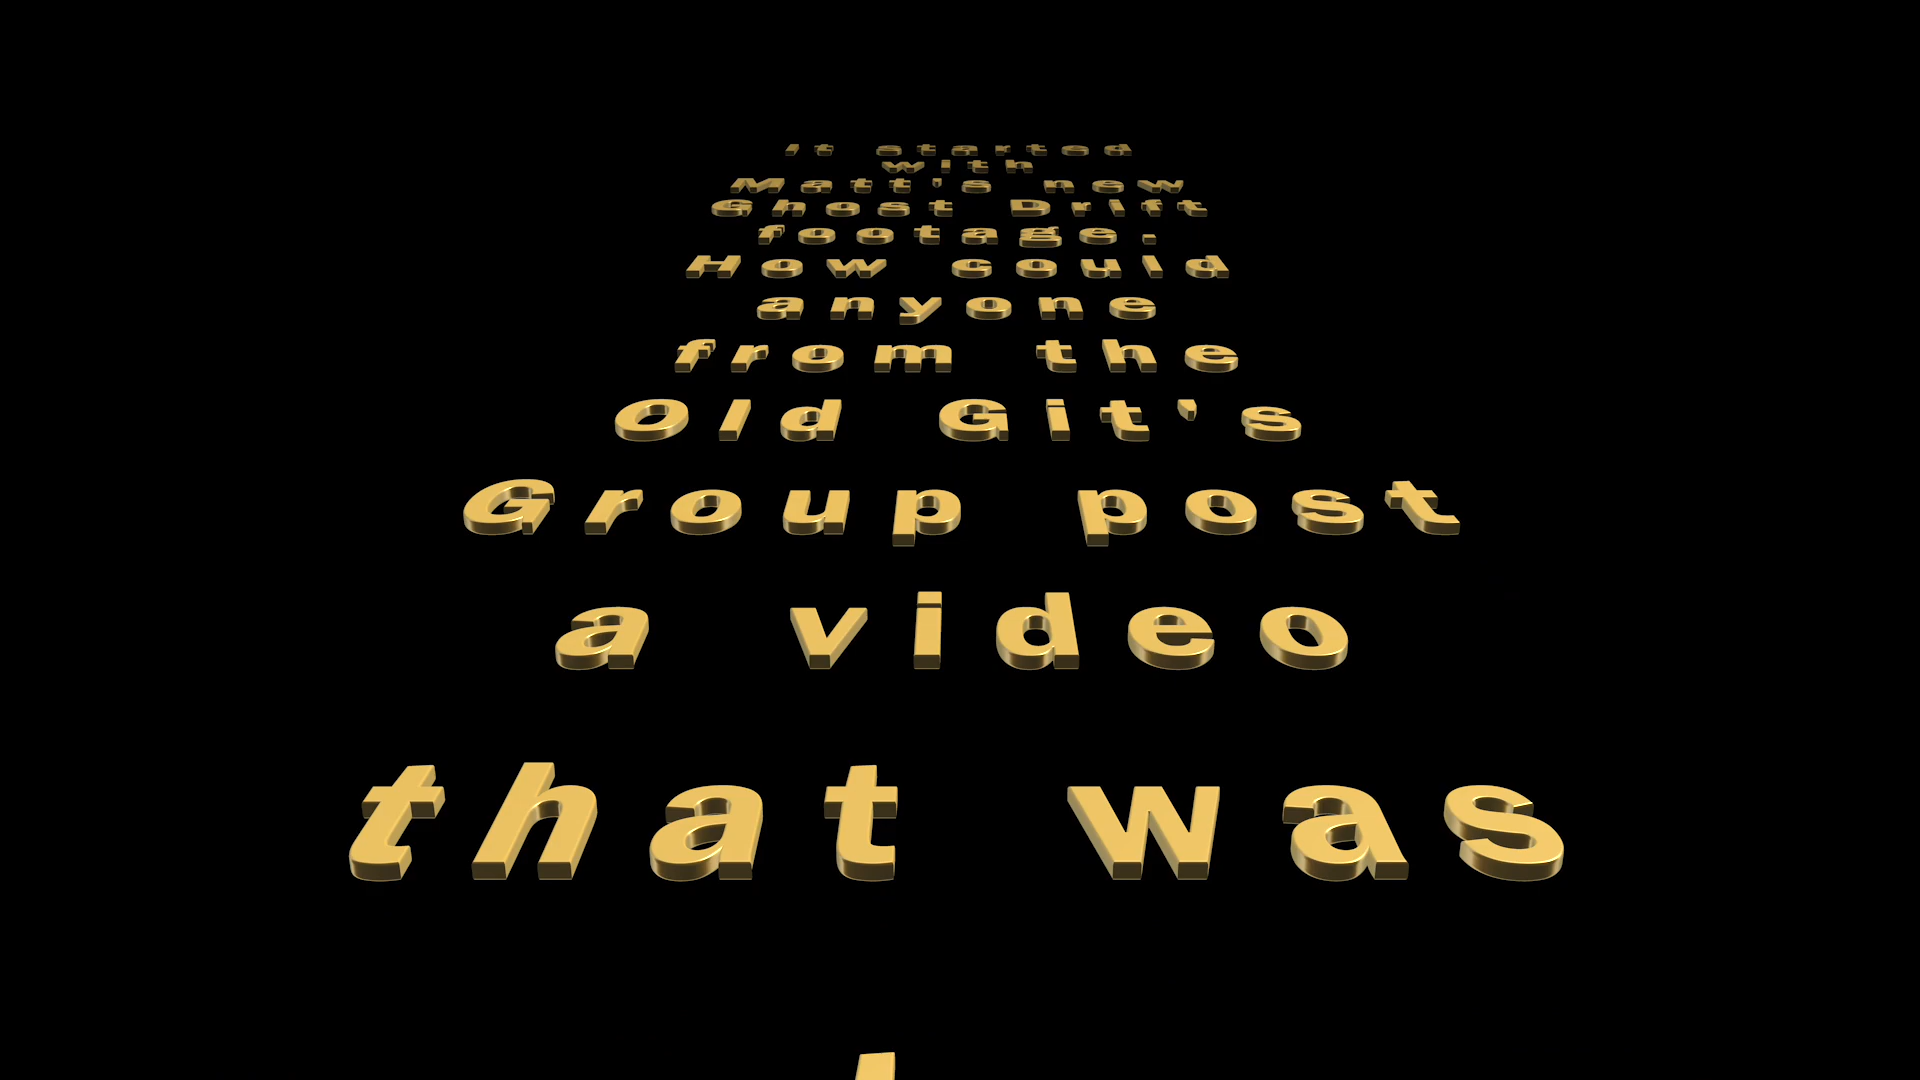 It started
with
Matt's new
Ghost Drift
footage.
How could
anyone
from the
Old Git's
Group post
a video
that was